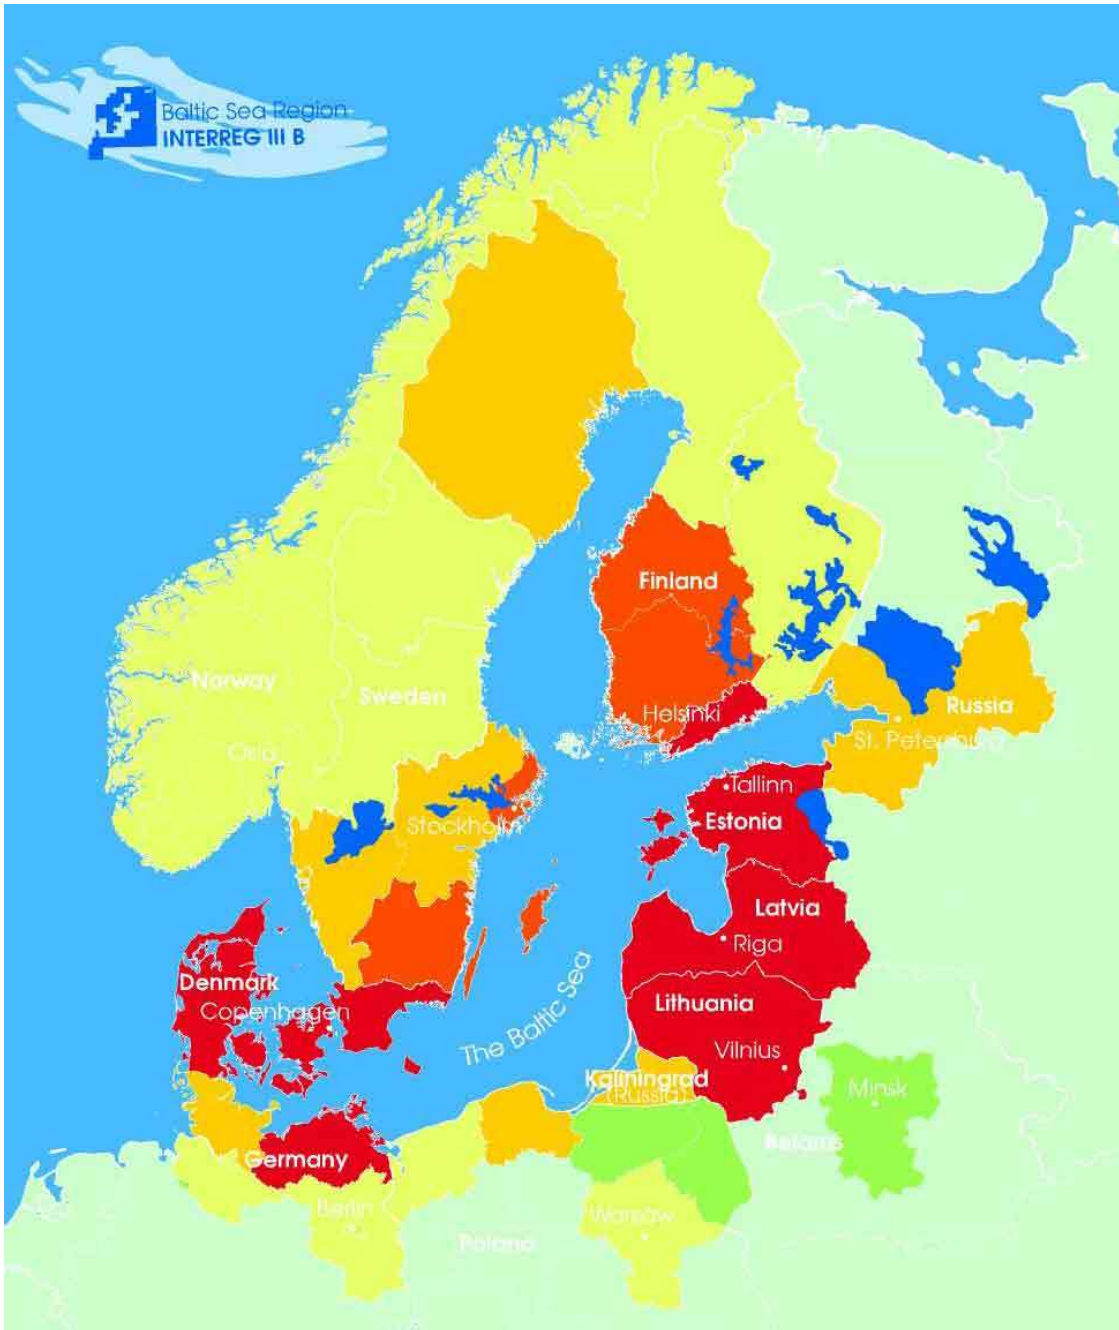 Baltic Sea Region
INTERREG III B
Finland
Norway
Sweden
Helsinki
Russia
Oslo
St. Petersburg
Tallinn
Stockholm
Estonia
Latvia
Riga
Denmark
Copenhagen
Lithuania
The Baltic Sea
Vilnius
Kaliningrad
(Russia)
Minsk
Belarus
Germany
Berlin
Warsaw
Poland